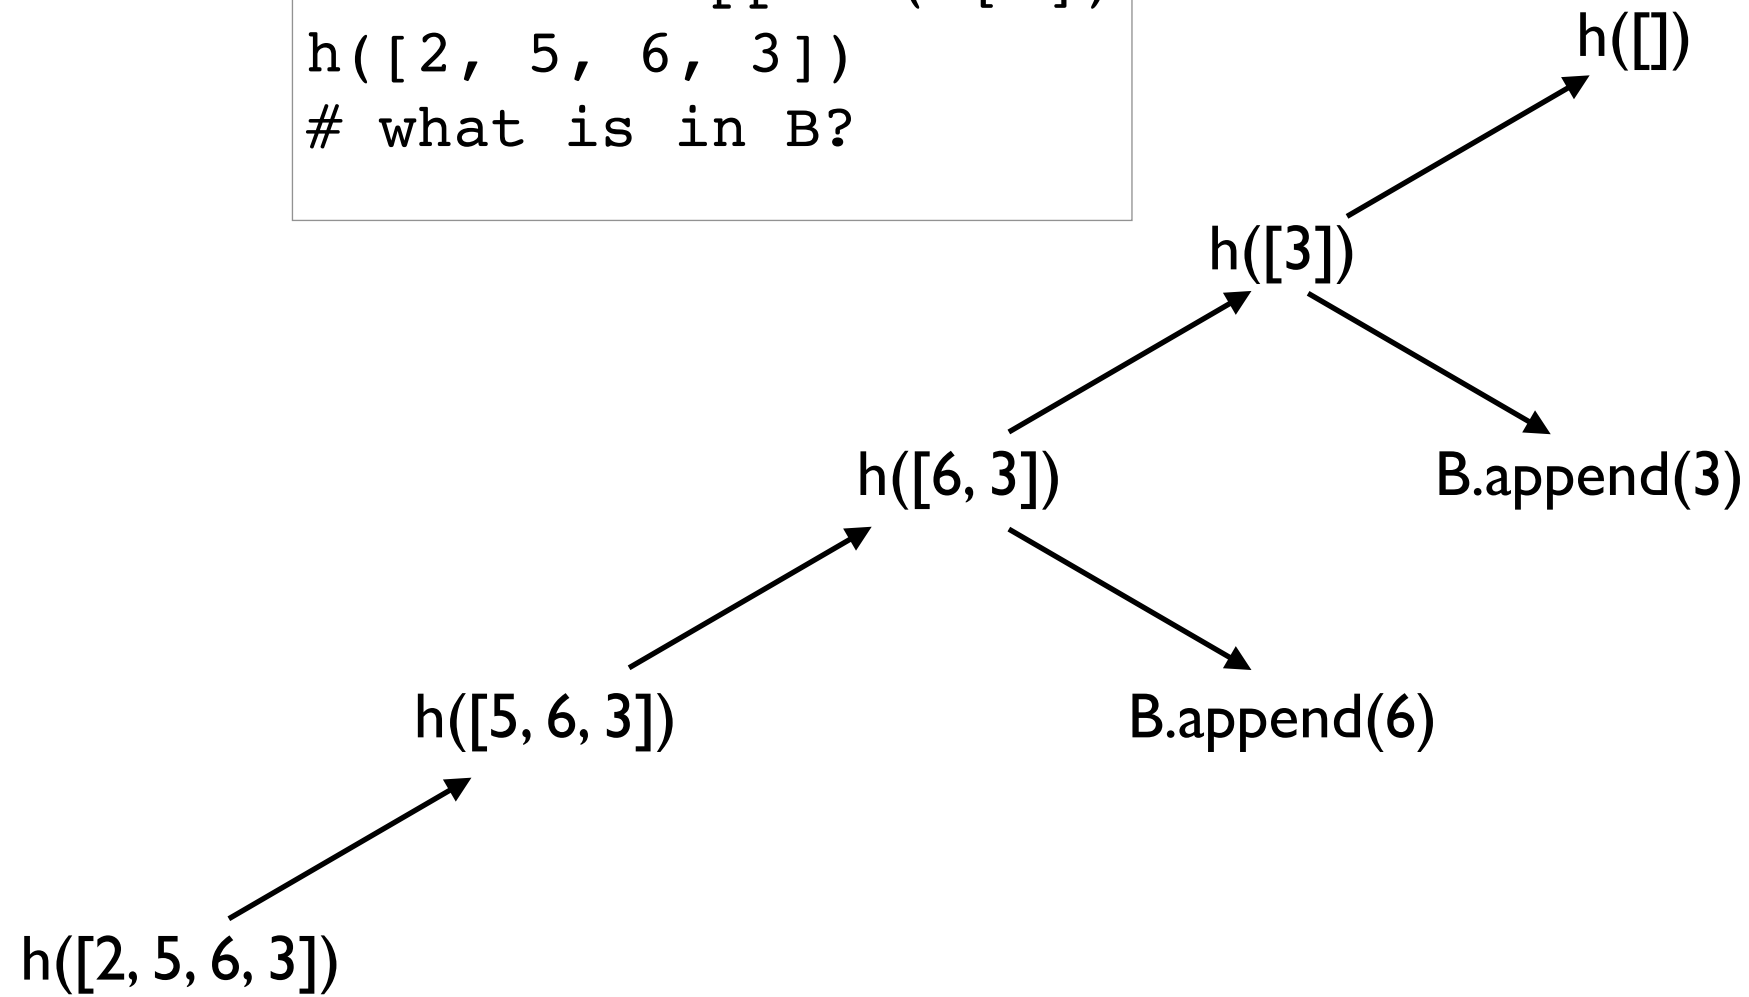 h([2, 5, 6, 3])
# what is in B?
h([])
h([3])
h([6, 3])
B.append(3)
h([5, 6, 3])
B.append(6)
h([2, 5, 6, 3])